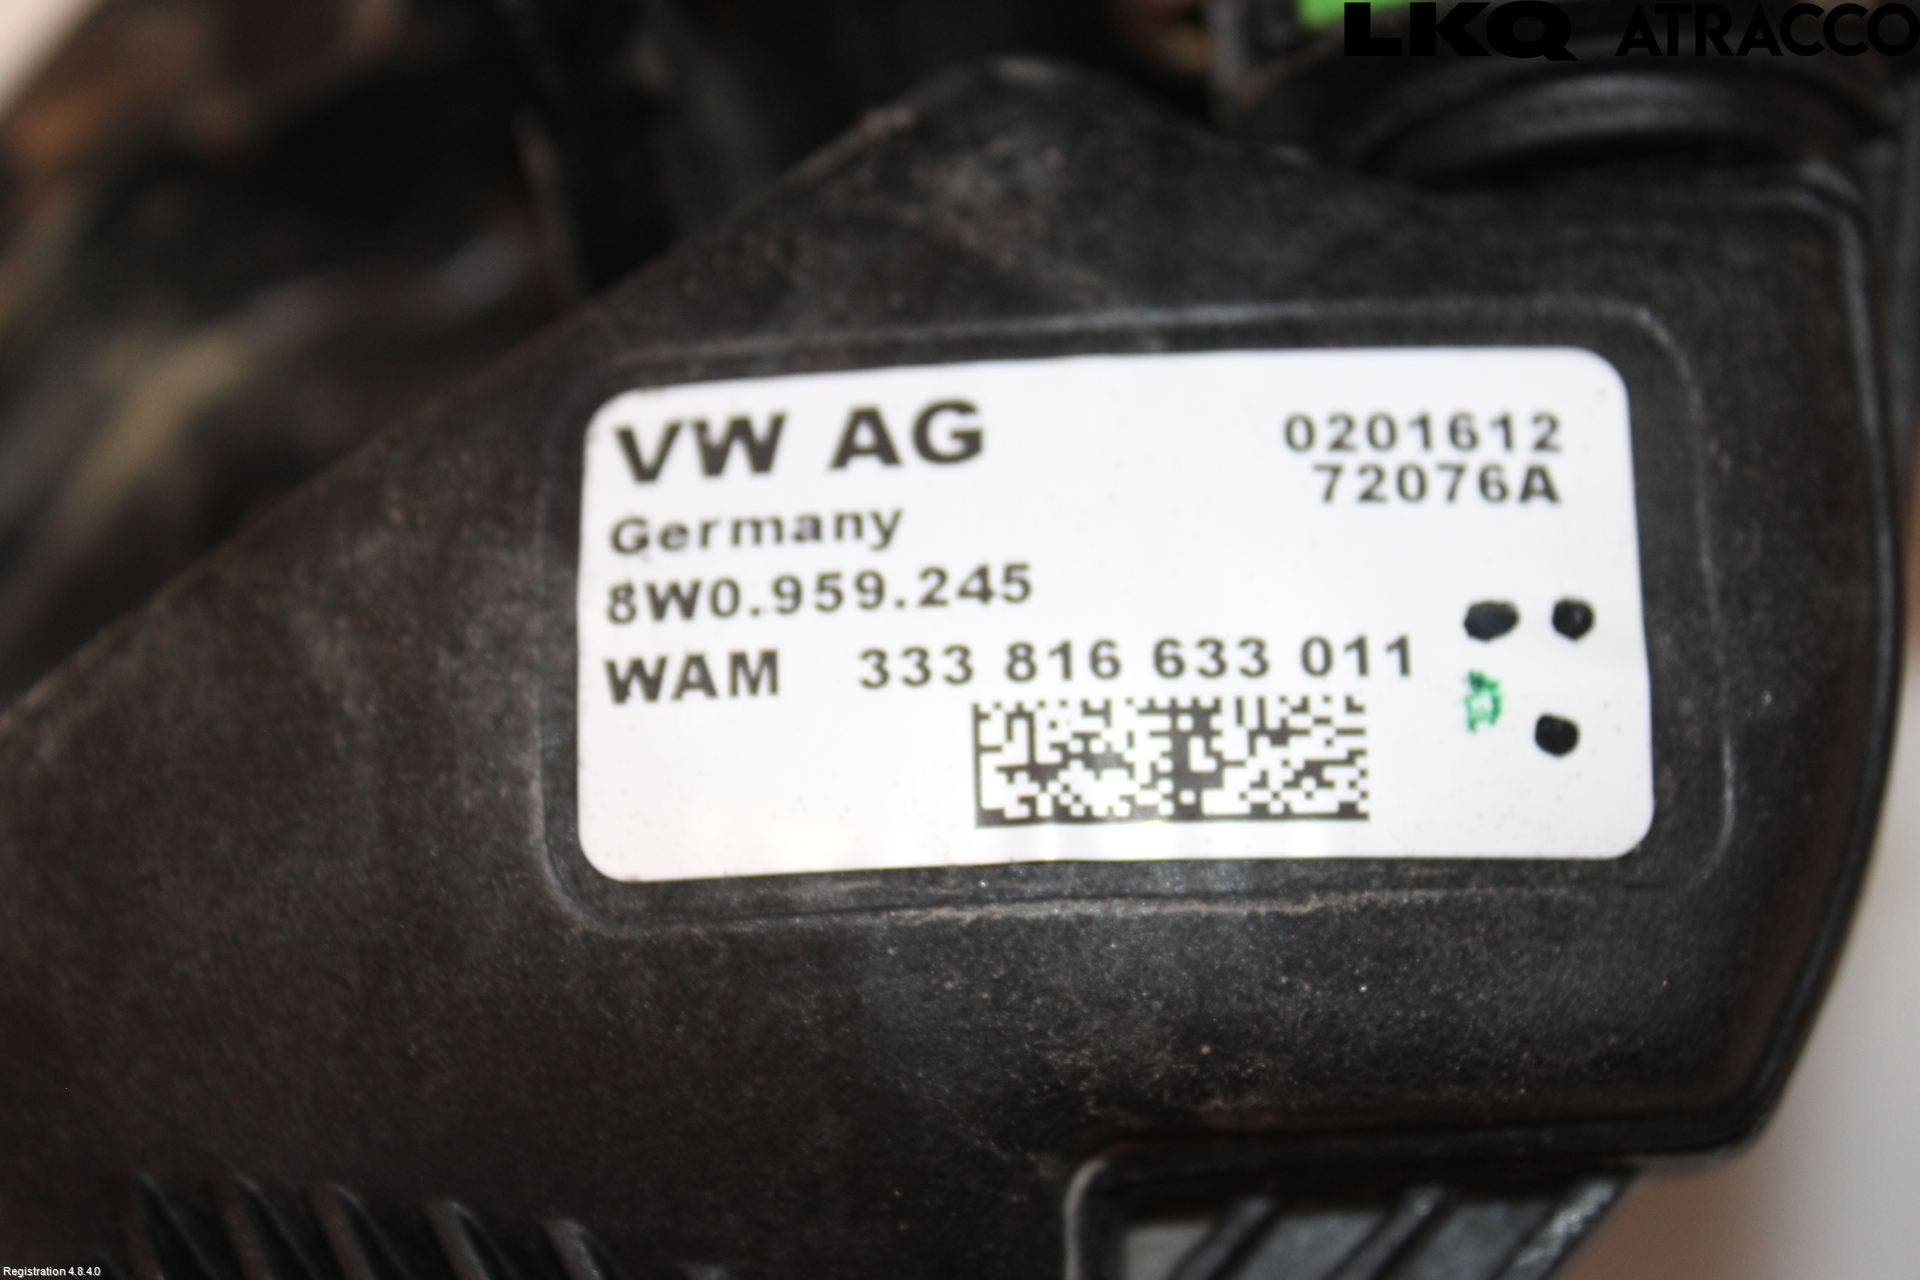 LKQ ATRACCO
VW AG
0201612
72076A
Germany
8W0.959.245
WAM 333 816 633 011
Registration 4.8.4.0